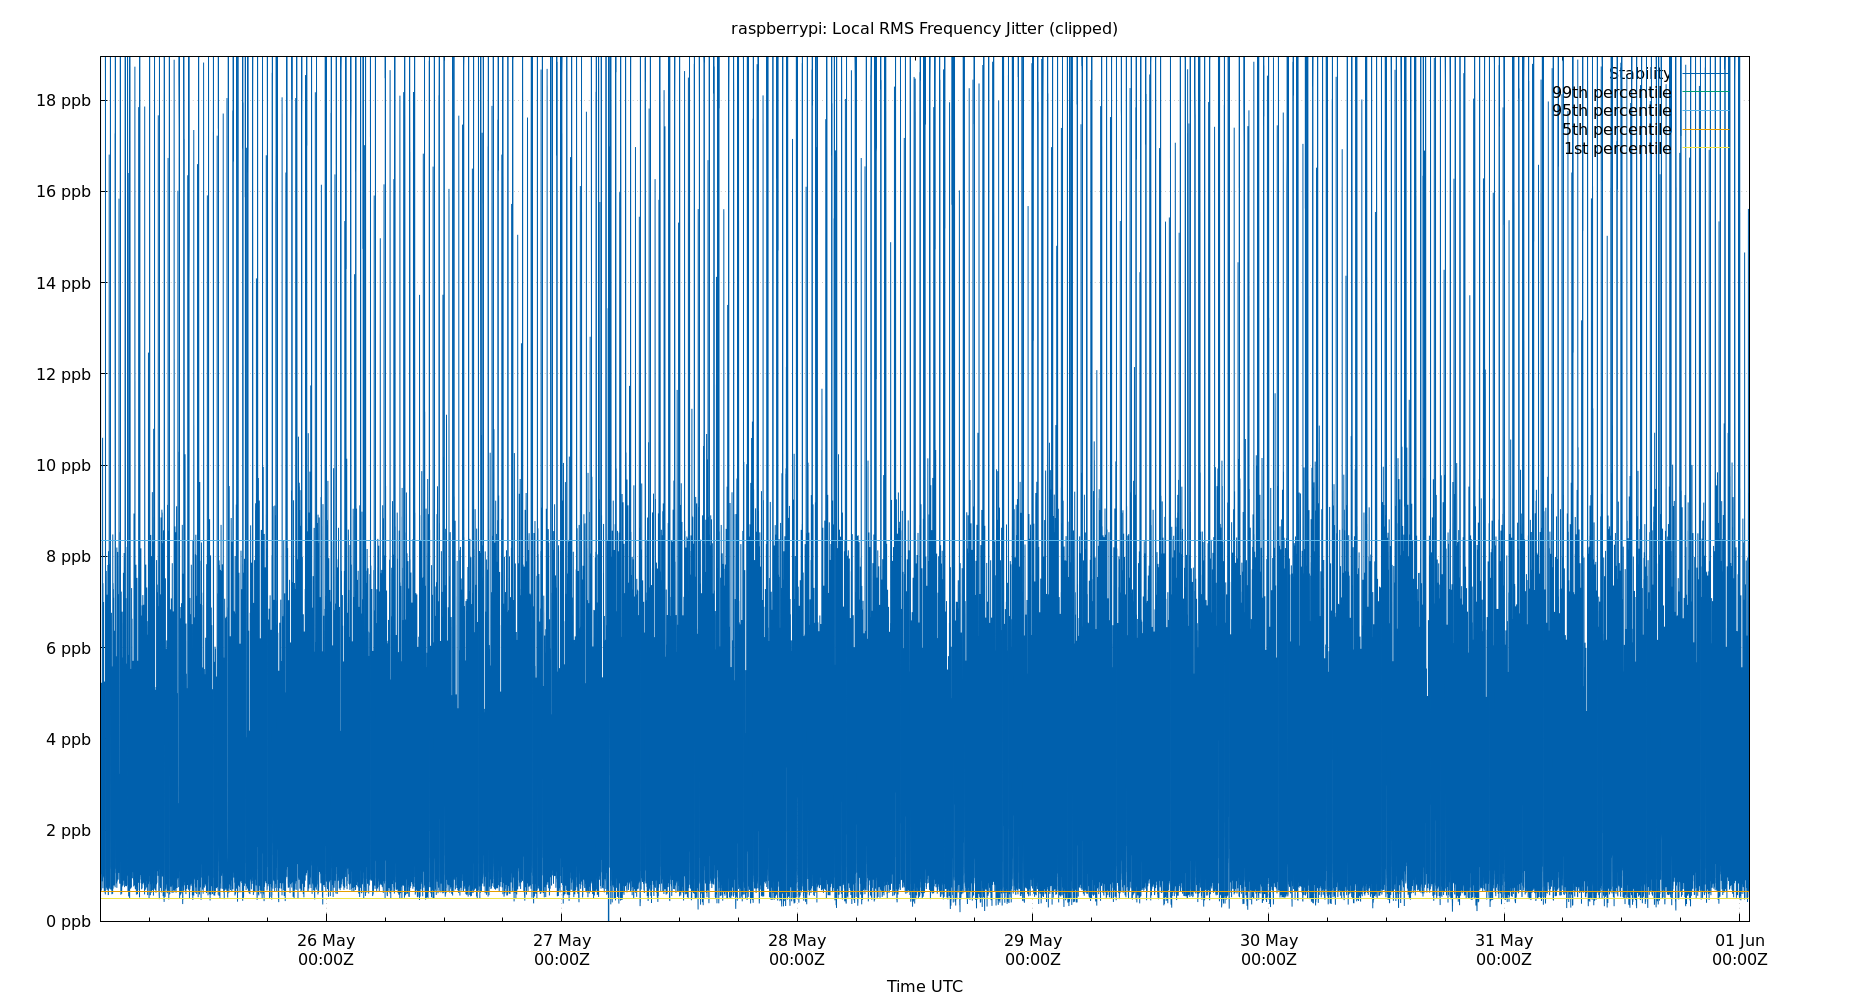 raspberrypi: Local RMS Frequency Jitter (clipped)
18 ppb
16 ppb
14 ppb
12 ppb
10 ppb
8 ppb
6 ppb
4 ppb
2 ppb
0 ppb
Stability
99th percentile
95th percentile
5th percentile
1st percentile
26 May 27 May 28 May 29 May 30 May 31 May 01 Jun
00:00Z 00:00Z 00:00Z 00:00Z 00:00Z 00:00Z 00:00Z
Time UTC